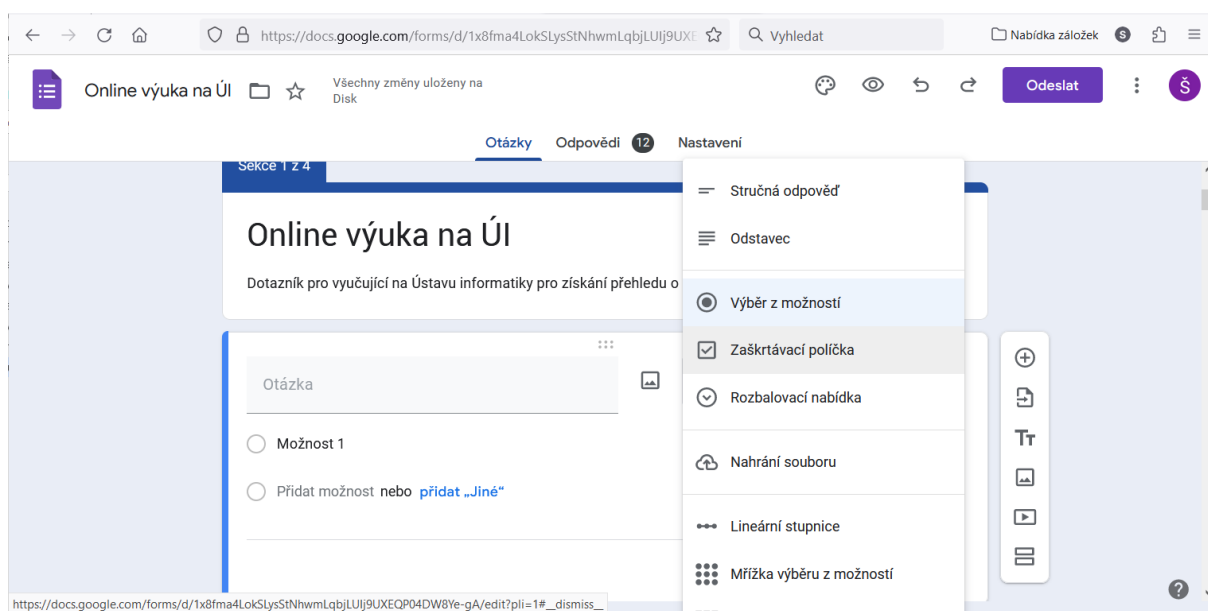 https://docs.google.com/forms/d/1x8fma4LokSLysStNhwmLqbjLUIj9UXE
Vyhledat
Nabídka záložek
S
Online výuka na ÚI
Všechny změny uloženy na
Disk
Odeslat
Š
Otázky
Odpovědi 12
Nastavení
Sekce 1 z 4
Online výuka na ÚI
Dotazník pro vyučující na Ústavu informatiky pro získání přehledu o
Otázka
Možnost 1
Přidat možnost nebo přidat „Jiné“
Stručná odpověď
Odstavec
Výběr z možností
Zaškrtávací políčka
Rozbalovací nabídka
Nahrání souboru
Lineární stupnice
Mřížka výběru z možností
Tт
https://docs.google.com/forms/d/1x8fma4LokSLysStNhwmLqbjLUIj9UXEQP04DW8Ye-gA/edit?pli=1#__dismiss__